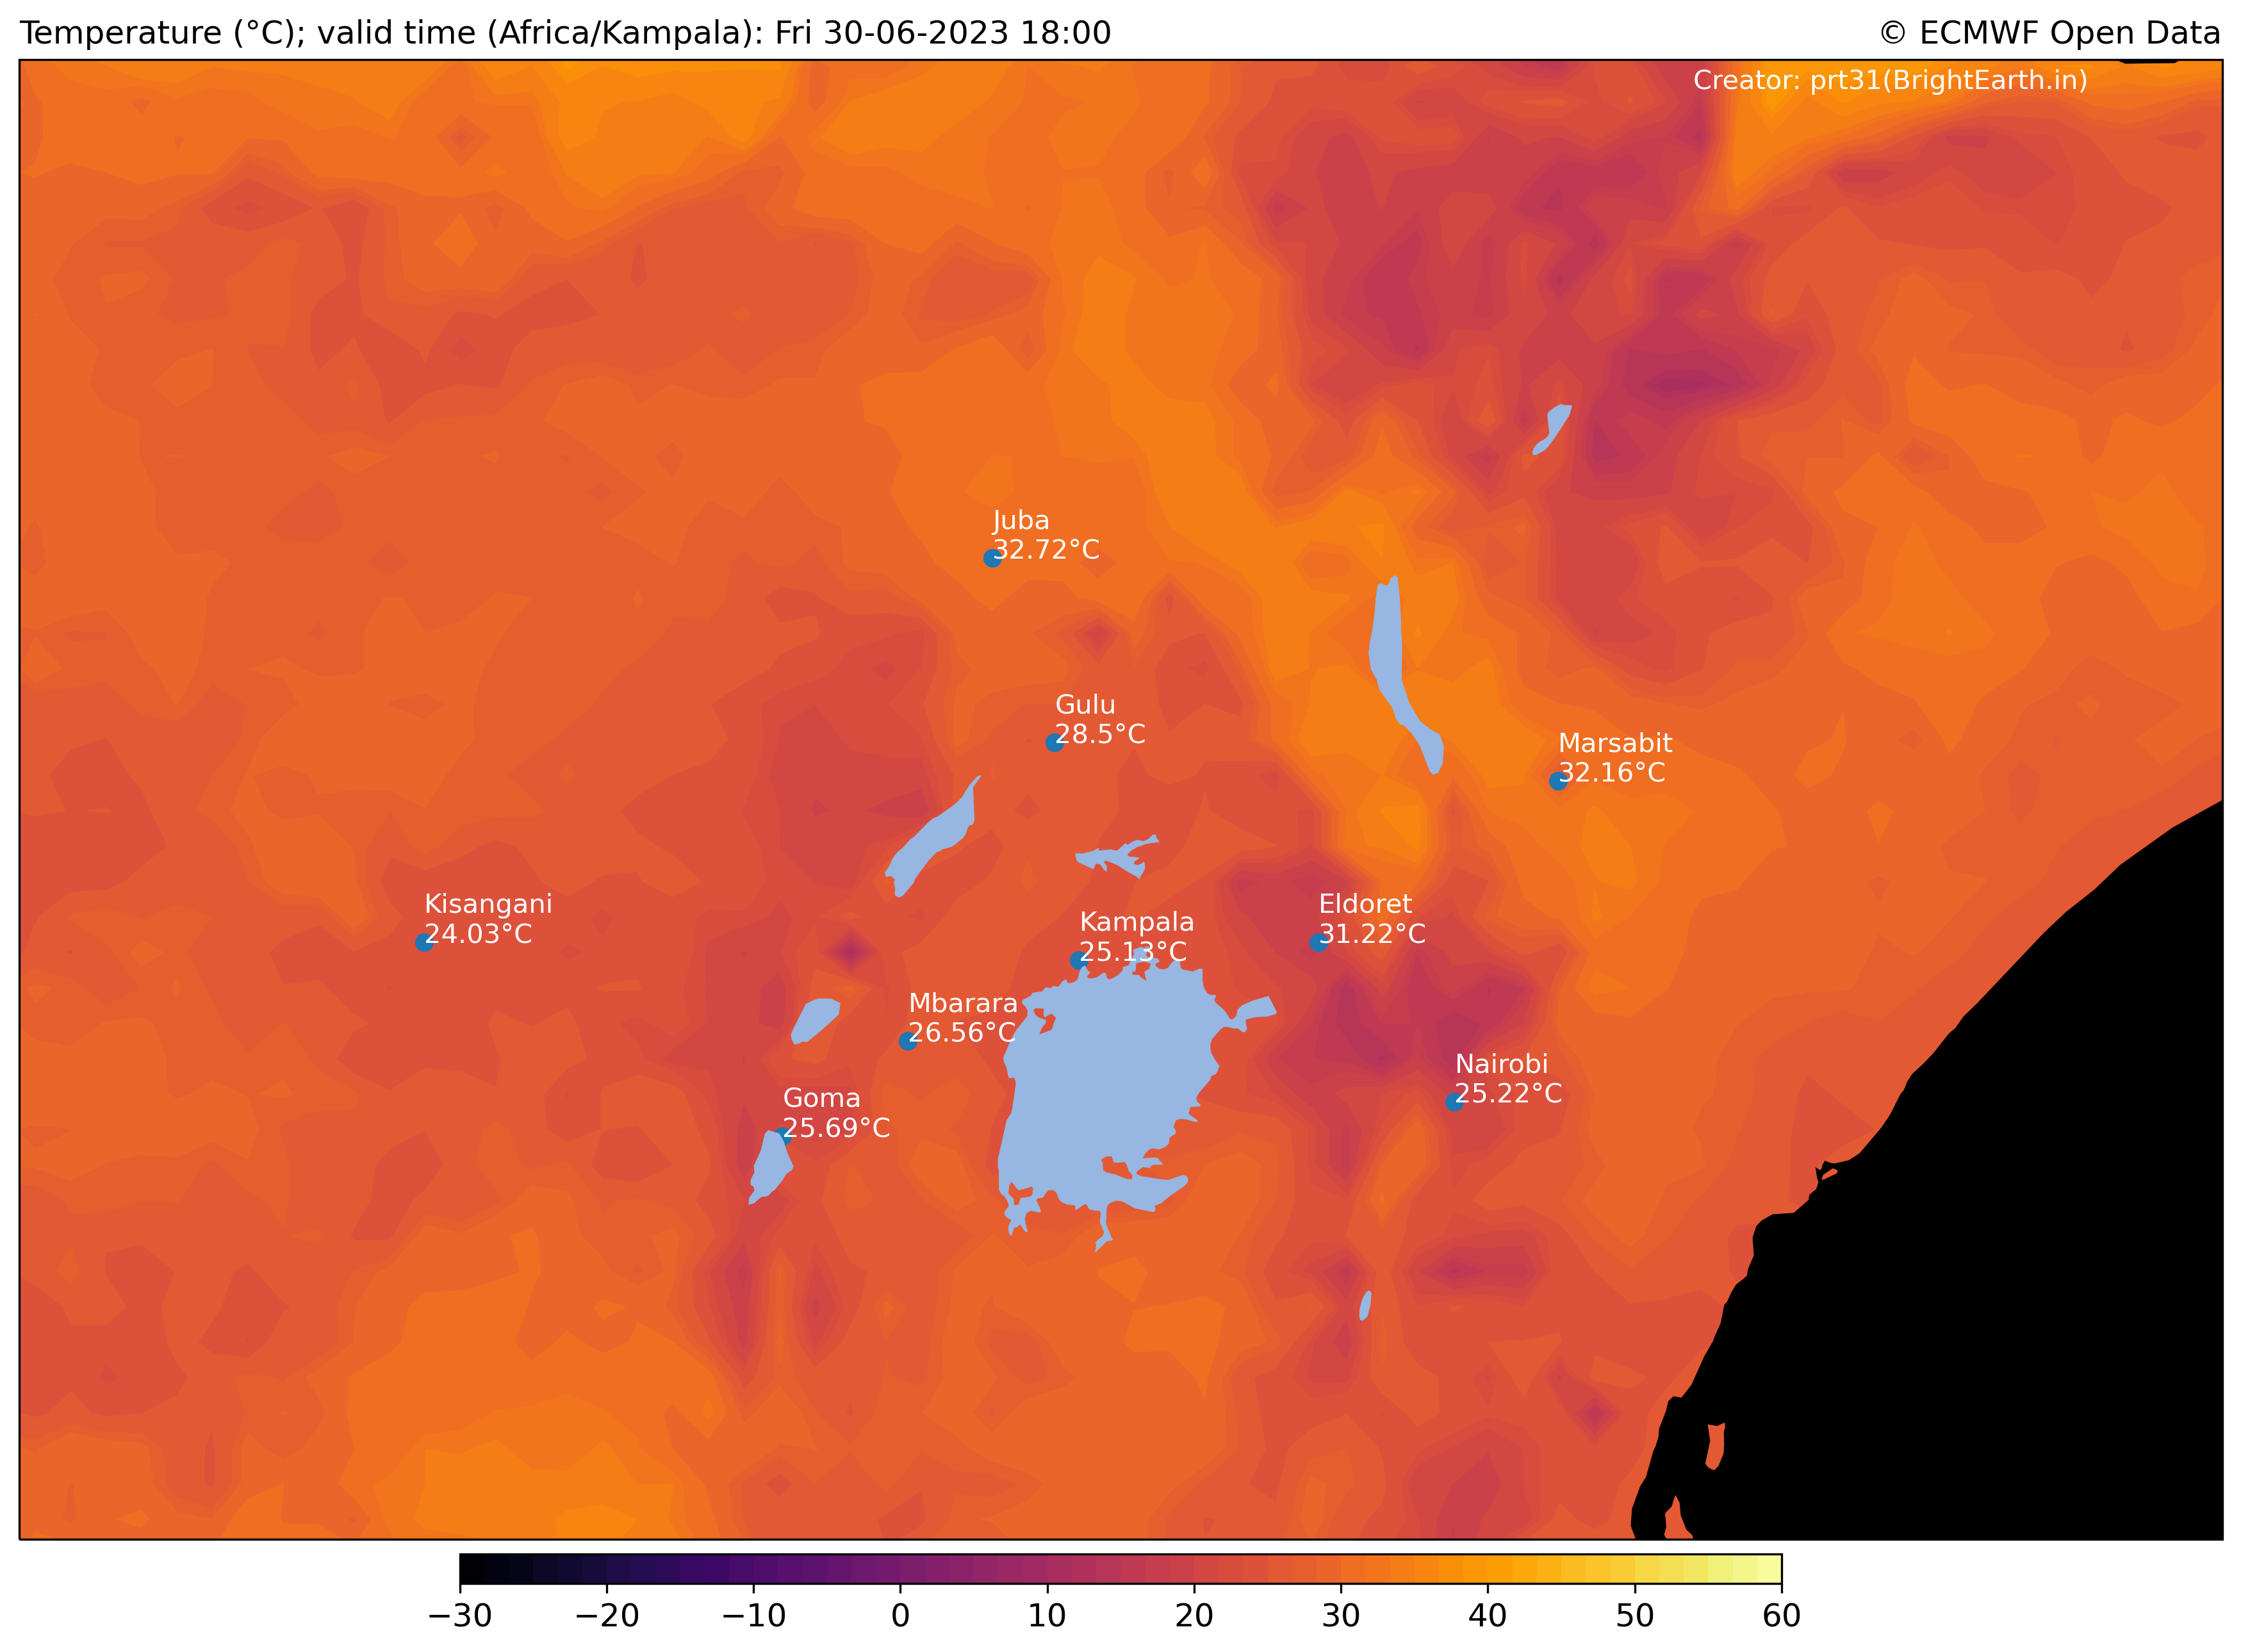 Temperature (°C); valid time (Africa/Kampala): Fri 30-06-2023 18:00
© ECMWF Open Data
Creator: prt31(BrightEarth.in)
Juba
32.72°C
Gulu
28.5°C
Marsabit
32.16°C
Kisangani
24.03°C
Eldoret
31.22°C
Kampala
25.13°C
Mbarara
26.56°C
Nairobi
25.22°C
Goma
25.69°C
−30 −20 −10 0 10 20 30 40 50 60